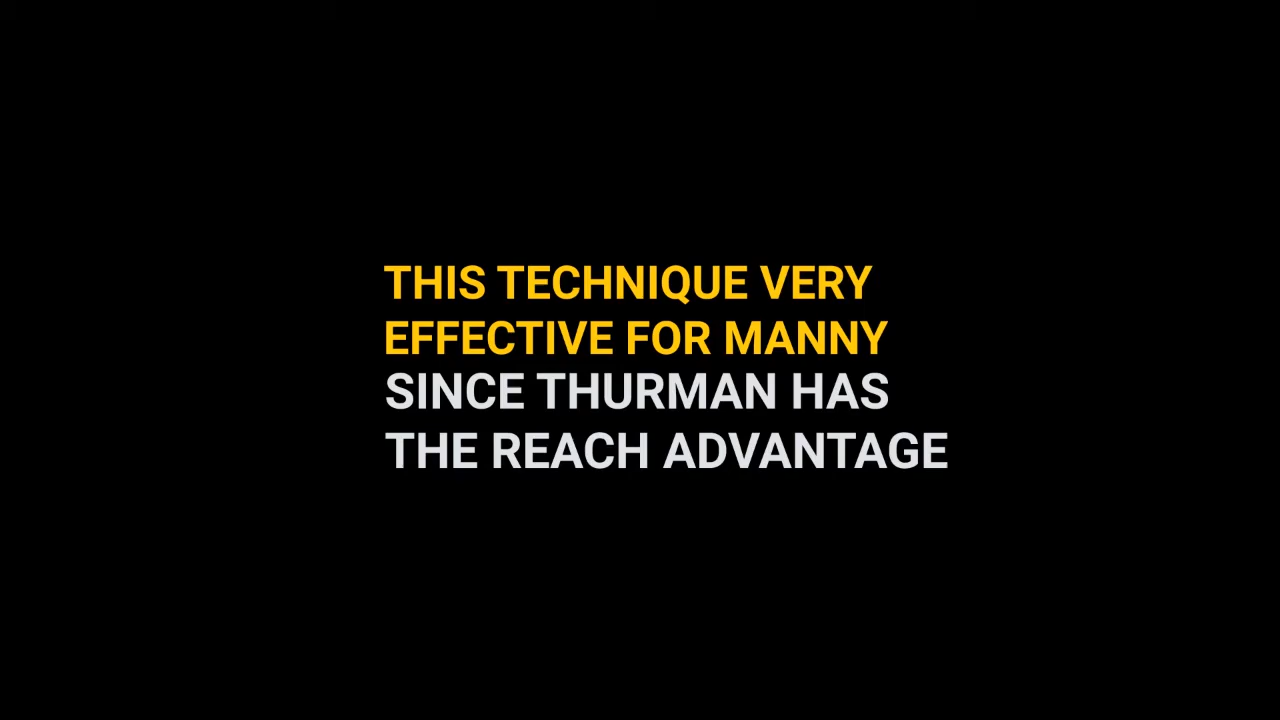 THIS TECHNIQUE VERY
EFFECTIVE FOR MANNY
SINCE THURMAN HAS
THE REACH ADVANTAGE